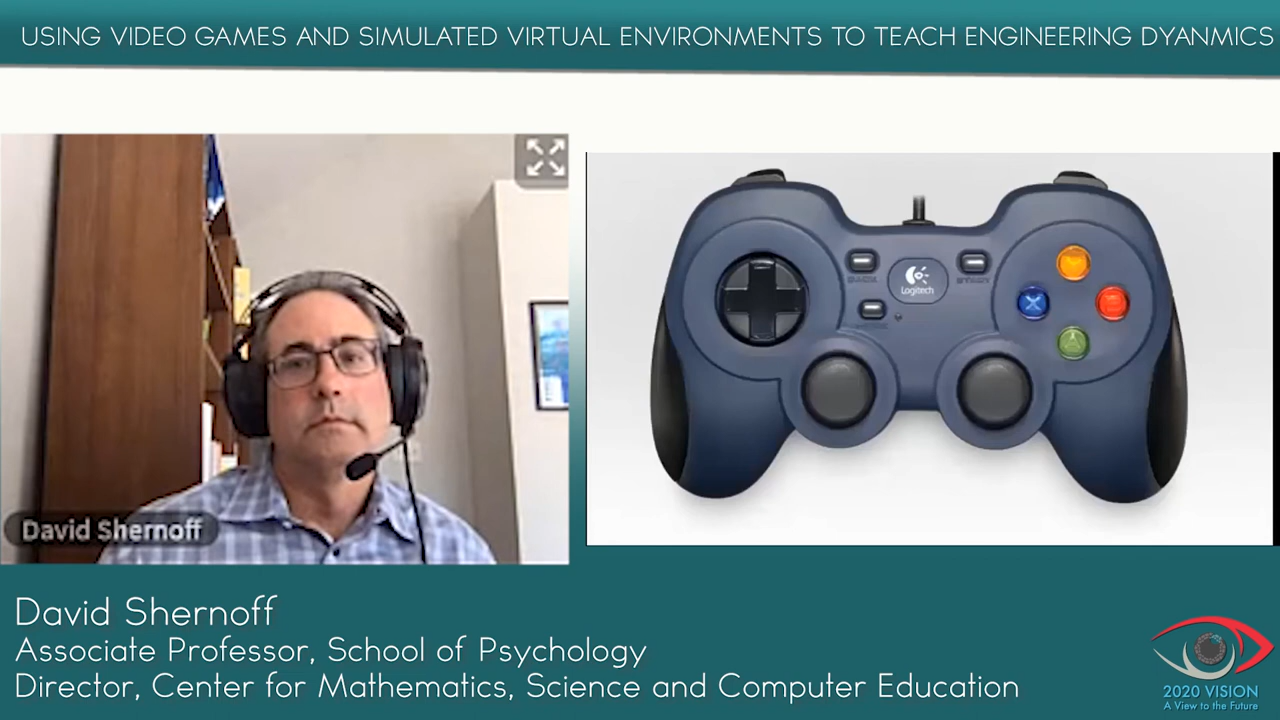 USING VIDEO GAMES AND SIMULATED VIRTUAL ENVIRONMENTS TO TEACH ENGINEERING DYANMICS
Logitech
X
A
David Shernoff
David Shernoff
Associate Professor, School of Psychology
Director, Center for Mathematics, Science and Computer Education
2020 VISION
A View to the Future